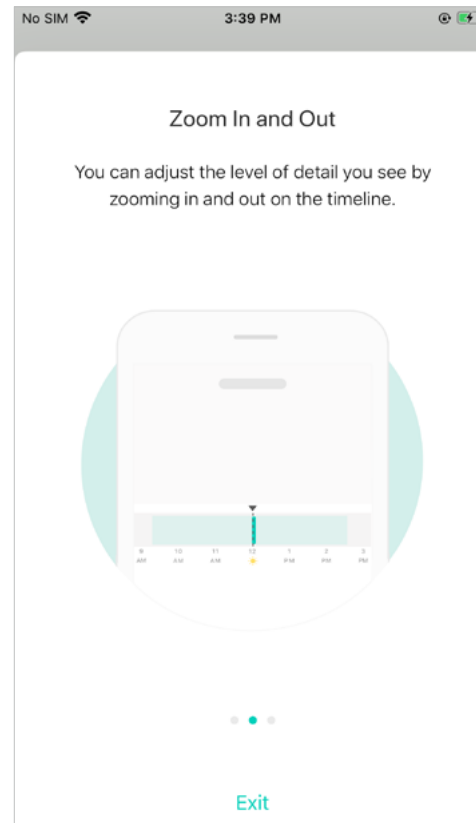 No SIM 3:39 PM
Zoom In and Out
You can adjust the level of detail you see by
zooming in and out on the timeline.
9 10 11 12 1 2 3
AM AM AM PM PM PM
Exit